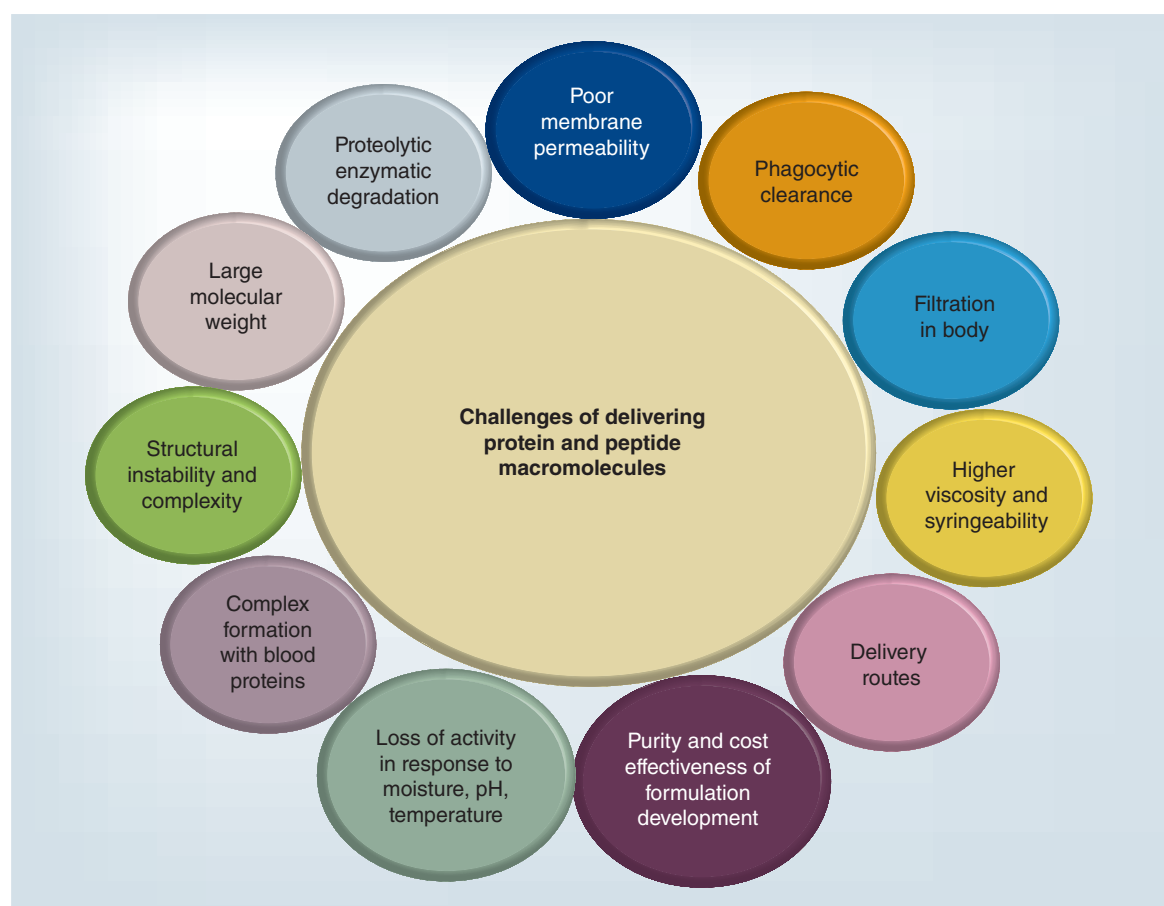 Poor
membrane
permeability
Phagocytic
clearance
Filtration
in body
Higher
viscosity and
syringeability
Delivery
routes
Purity and cost
effectiveness of
formulation
development
Loss of activity
in response to
moisture, pH,
temperature
Complex
formation
with blood
proteins
Structural
instability and
complexity
Large
molecular
weight
Proteolytic
enzymatic
degradation
Challenges of delivering
protein and peptide
macromolecules